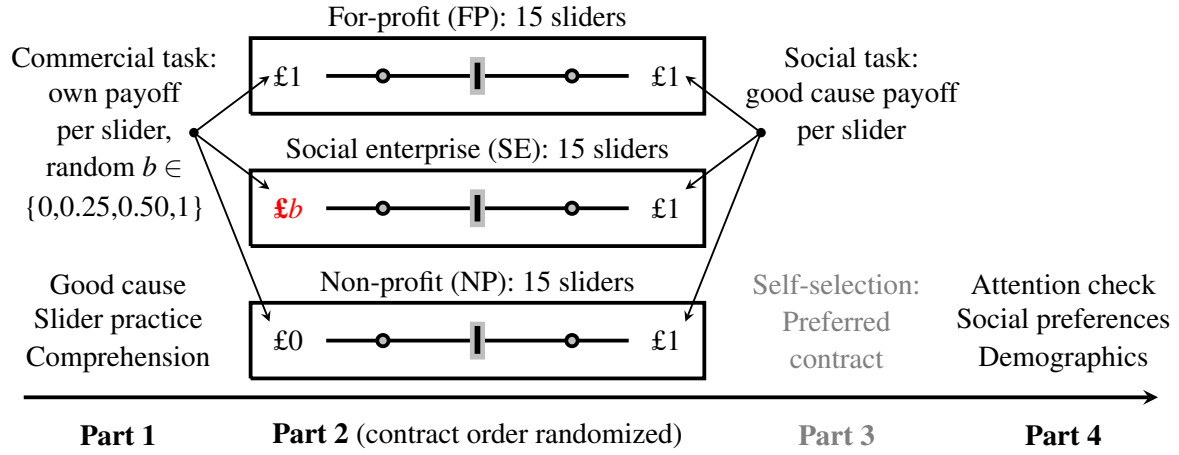 For-profit (FP): 15 sliders
Commercial task:
own payoff
per slider,
random b ∈
{0,0.25,0.50,1}
£1
£1
Social task:
good cause payoff
per slider
Social enterprise (SE): 15 sliders
£b
£1
Non-profit (NP): 15 sliders
£0
£1
Good cause
Slider practice
Comprehension
Self-selection:
Preferred
contract
Attention check
Social preferences
Demographics
Part 1
Part 2 (contract order randomized)
Part 3
Part 4